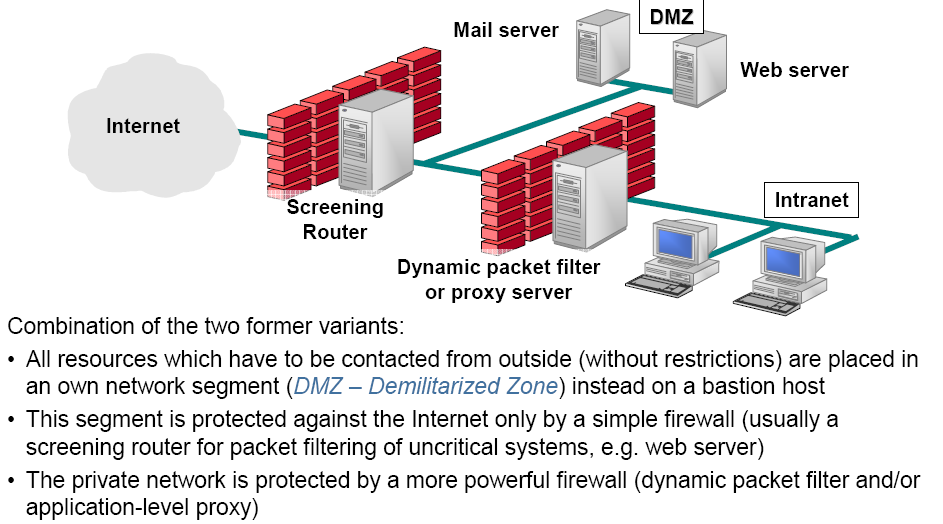 Mail server
DMZ
Web server
Internet
Screening
Router
Intranet
Dynamic packet filter
or proxy server
Combination of the two former variants:
• All resources which have to be contacted from outside (without restrictions) are placed in
an own network segment (DMZ – Demilitarized Zone) instead on a bastion host
• This segment is protected against the Internet only by a simple firewall (usually a
screening router for packet filtering of uncritical systems, e.g. web server)
• The private network is protected by a more powerful firewall (dynamic packet filter and/or
application-level proxy)